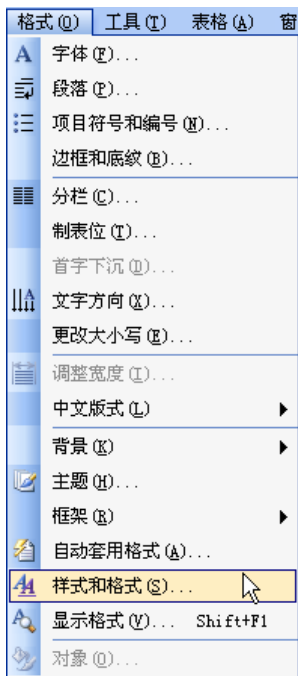 格式(O) 工具(T) 表格(A) 窗
字体(F)...
段落(P)...
项目符号和编号(N)...
边框和底纹(B)...
分栏(C)...
制表位(T)...
首字下沉(D)...
文字方向(X)...
更改大小写(E)...
调整宽度(I)...
中文版式(L)
背景(K)
主题(H)...
框架(R)
自动套用格式(A)...
样式和格式(S)...
显示格式(V)... Shift+F1
对象(O)...